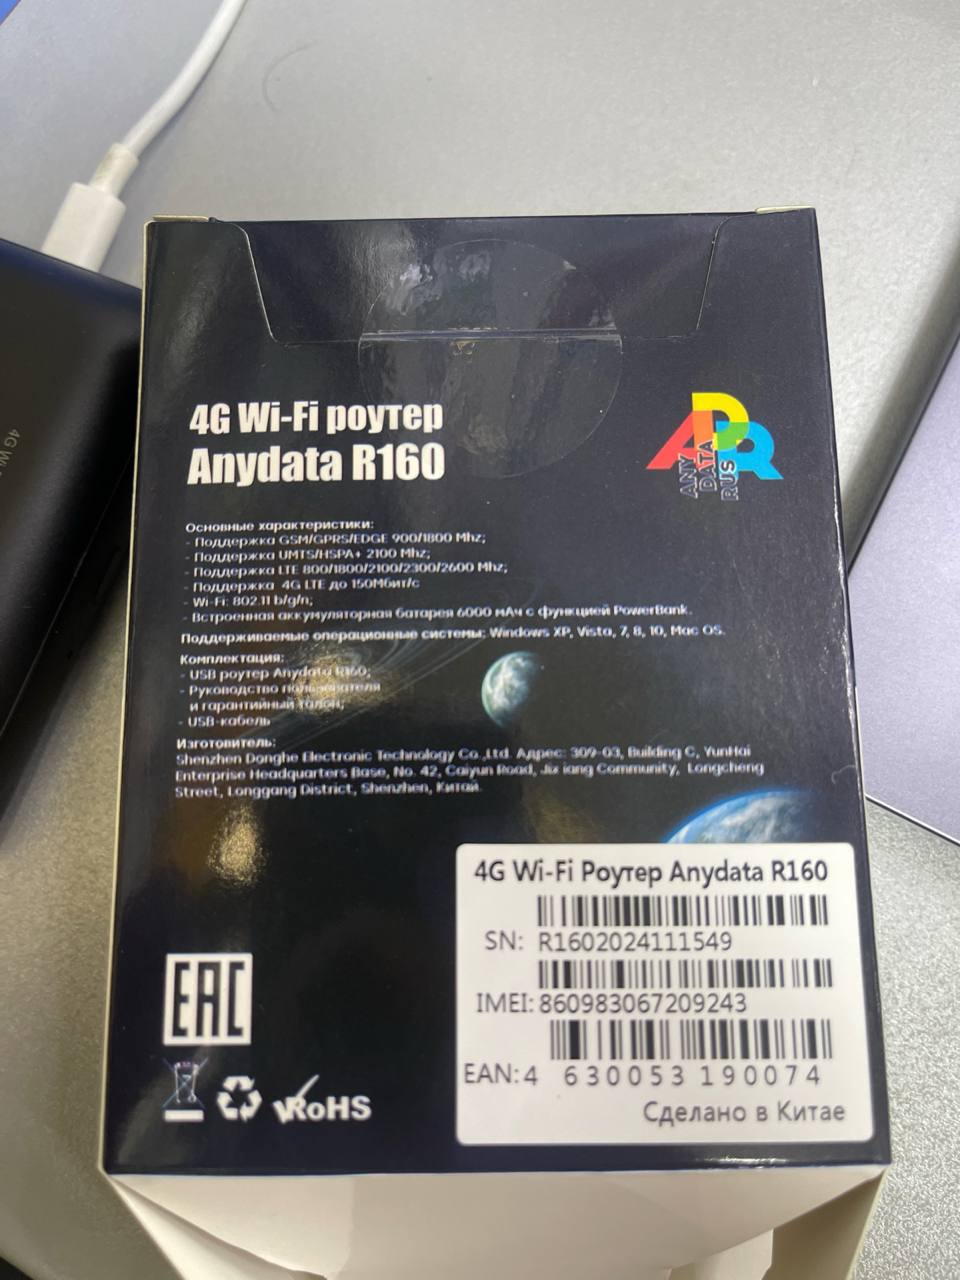 4G Wi-Fi роутер
Anydata R160
ANY
DATA
RUS
Основные характеристики:
- Поддержка GSM/GPRS/EDGE 900/1800 Mhz;
- Поддержка UMTS/HSPA+ 2100 Mhz;
- Поддержка LTE 800/1800/2100/2300/2600 Mhz;
- Поддержка 4G LTE до 150Мбит/с
- Wi-Fi: 802.11 b/g/n;
- Встроенная аккумуляторная батарея 6000 мАч с функцией PowerBank.
Поддерживаемые операционные системы: Windows XP, Vista, 7, 8, 10, Mac OS.
Комплектация:
- USB роутер Anydata R160;
- Руководство пользователя
и гарантийный талон;
- USB-кабель
Изготовитель:
Shenzhen Donghe Electronic Technology Co.,Ltd. Адрес: 309-03, Building C, YunHai
Enterprise Headquarters Base, No. 42, Caiyun Road, Jixiang Community, Longcheng
Street, Longgang District, Shenzhen, Китай.
4G Wi-Fi Роутер Anydata R160
SN: R1602024111549
IMEI: 860983067209243
EAN: 4 630053 190074
Сделано в Китае
EAC
RoHS
4G Wi-